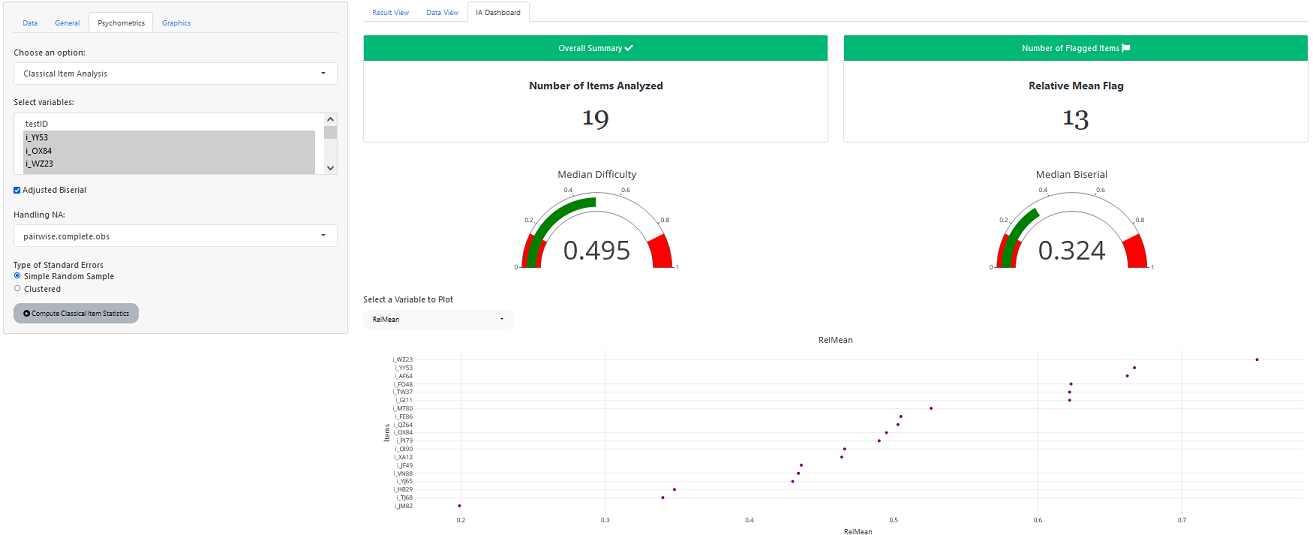 Data General Psychometrics Graphics
Choose an option:
Classical Item Analysis
Select variables:
testID
i_YY53
i_OX84
i_WZ23
Adjusted Biserial
Handling NA:
pairwise.complete.obs
Type of Standard Errors
Simple Random Sample
Clustered
Compute Classical Item Statistics
Result View Data View IA Dashboard
Overall Summary
Number of Items Analyzed
19
Number of Flagged Items
Relative Mean Flag
13
Median Difficulty
0 0.2 0.4 0.6 0.8 1
0.495
Median Biserial
0 0.2 0.4 0.6 0.8 1
0.324
Select a Variable to Plot
RelMean
RelMean
Items
i_WZ23
i_YY53
i_AF64
i_FO48
i_TW37
i_GI11
i_MT80
i_FE86
i_QZ64
i_OX84
i_PI79
i_OI90
i_XA12
i_JF49
i_VN88
i_YJ65
i_HB29
i_TJ68
i_JM82
0.2 0.3 0.4 0.5 0.6 0.7
RelMean